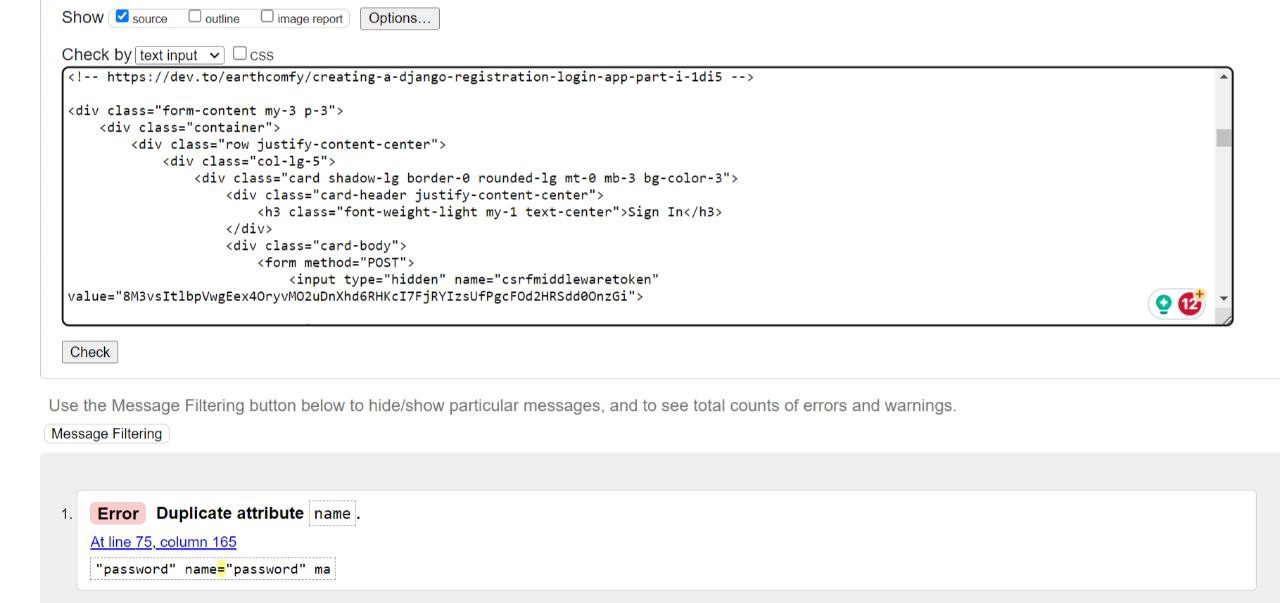 Show source outline image report Options...
Check by text input css
<!-- https://dev.to/earthcomfy/creating-a-django-registration-login-app-part-i-1di5 -->
<div class="form-content my-3 p-3">
<div class="container">
<div class="row justify-content-center">
<div class="col-lg-5">
<div class="card shadow-lg border-0 rounded-lg mt-0 mb-3 bg-color-3">
<div class="card-header justify-content-center">
<h3 class="font-weight-light my-1 text-center">Sign In</h3>
</div>
<div class="card-body">
<form method="POST">
<input type="hidden" name="csrfmiddlewaretoken"
value="8M3vsItlbpVwgEex4OryvMO2uDnXhd6RHKcI7FjRYIzsUfPgcFOd2HRSdd0OnzGi">
12+
Check
Use the Message Filtering button below to hide/show particular messages, and to see total counts of errors and warnings.
Message Filtering
1. Error Duplicate attribute name.
At line 75, column 165
"password" name="password" ma